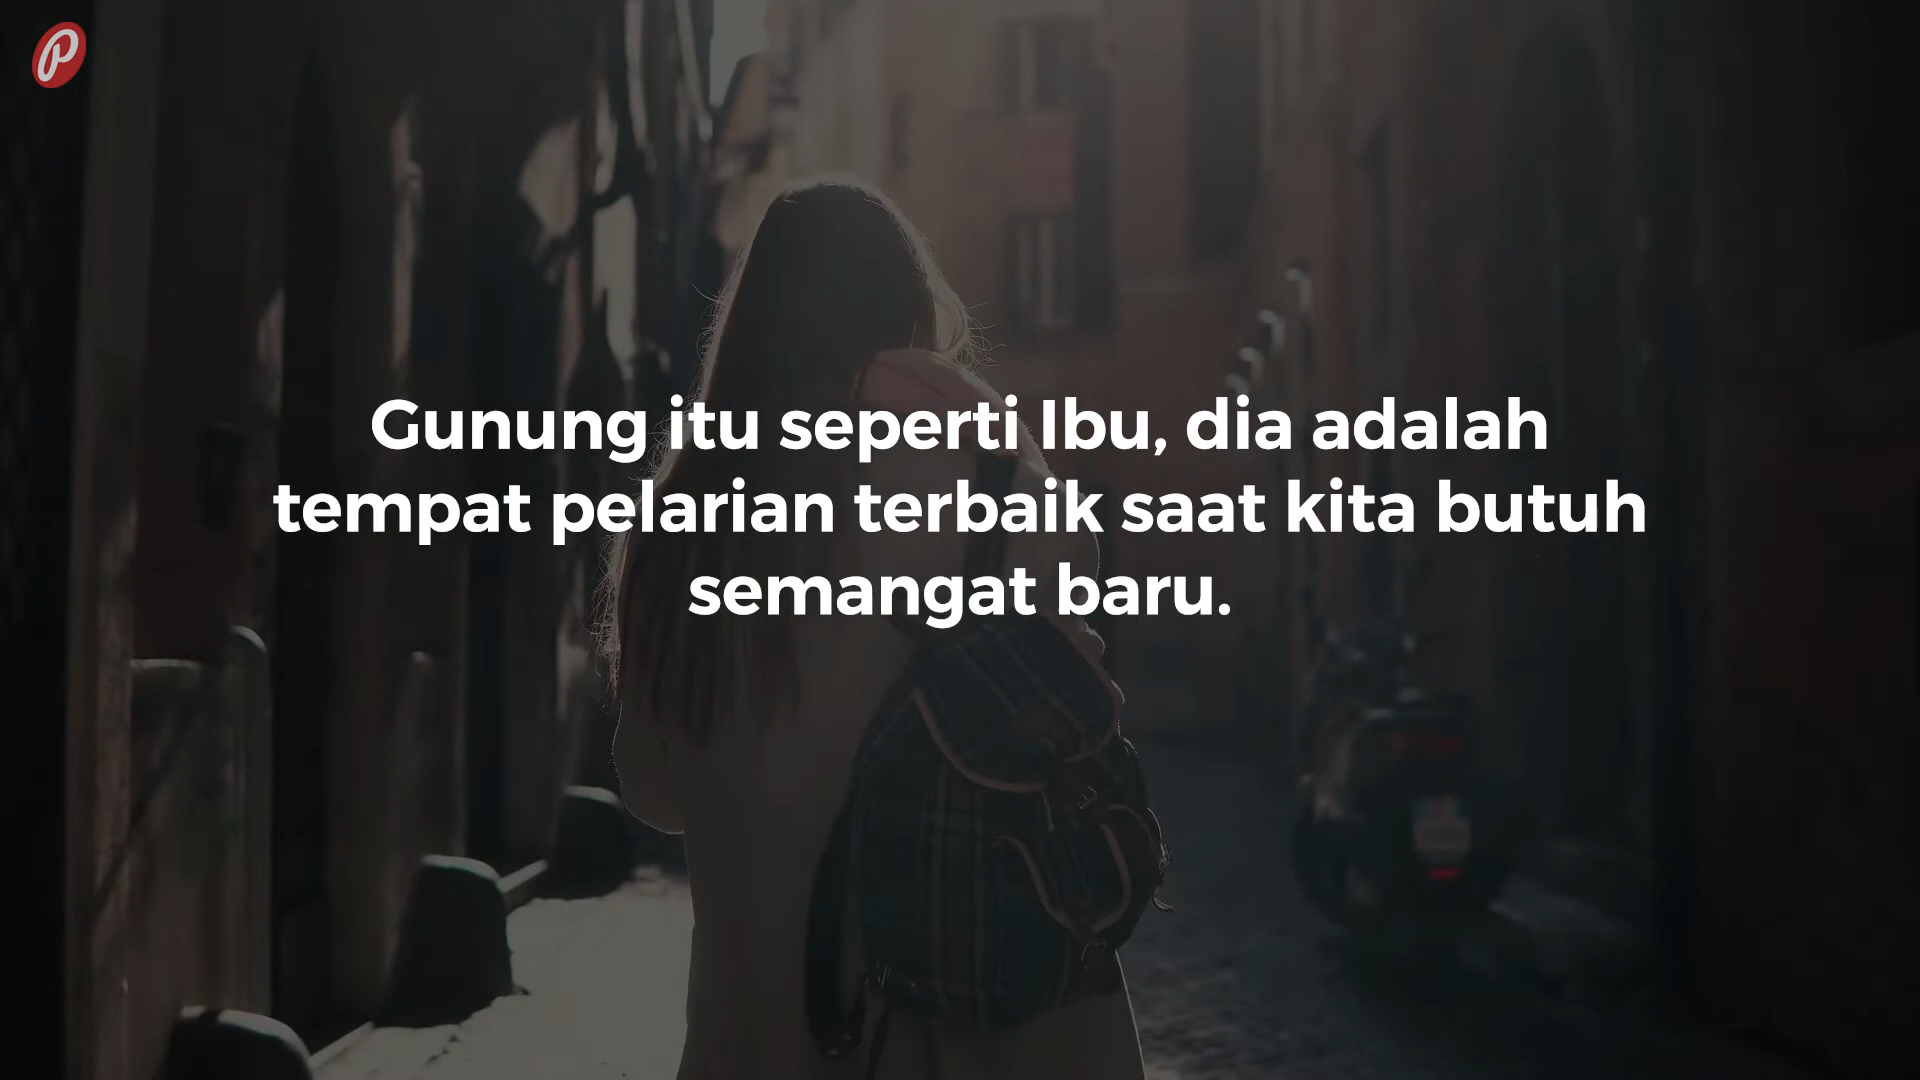 P
Gunung itu seperti Ibu, dia adalah
tempat pelarian terbaik saat kita butuh
semangat baru.